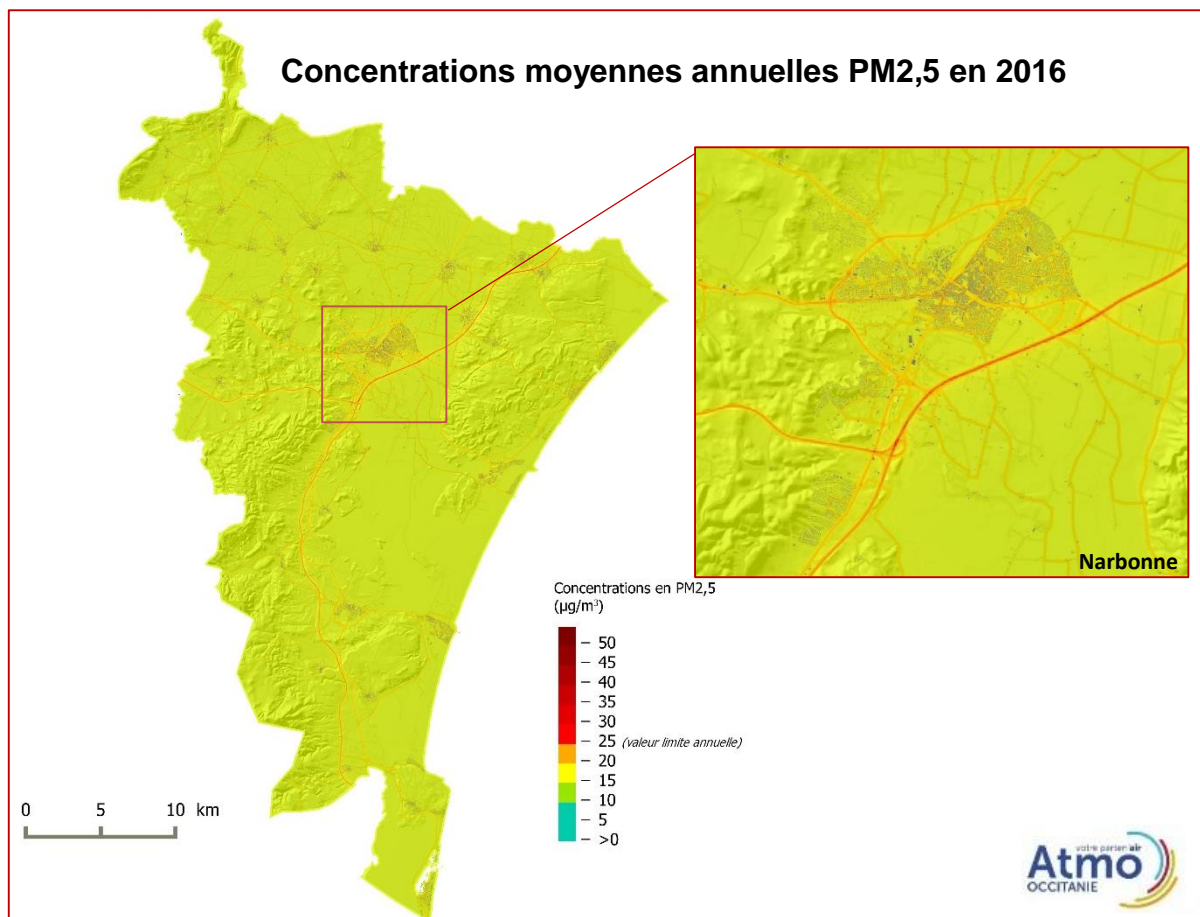 Concentrations moyennes annuelles PM2,5 en 2016
Narbonne
Concentrations en PM2,5
(µg/m³)
50
45
40
35
30
25 (valeur limite annuelle)
20
15
10
5
>0
0 5 10 km
votre parten'air
Atmo
OCCITANIE